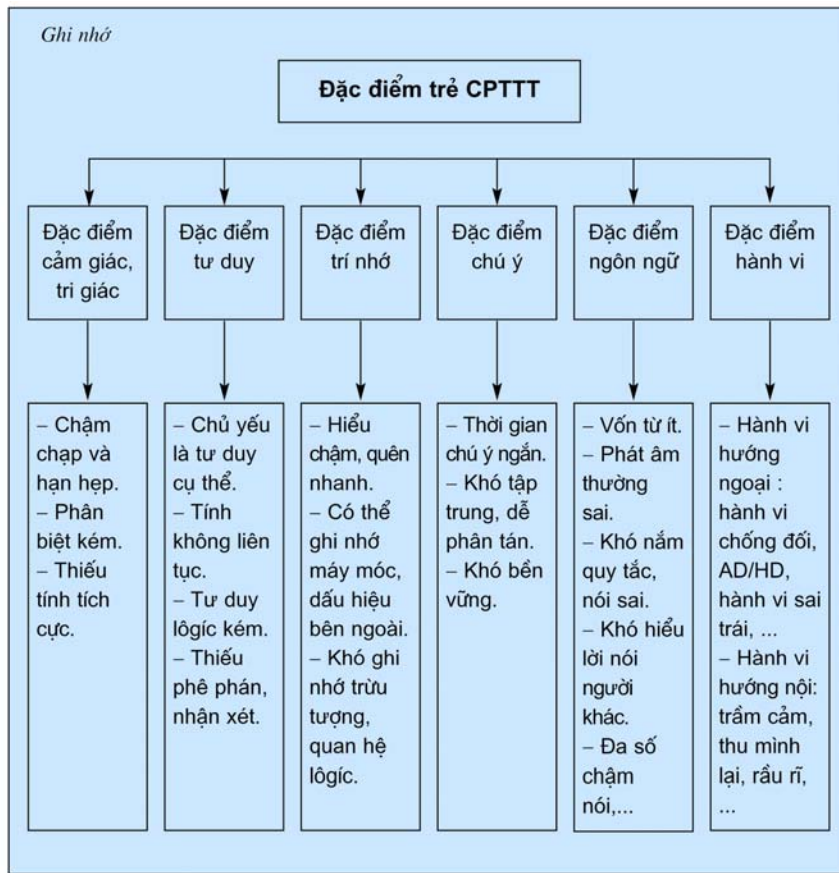 Ghi nhớ
Đặc điểm trẻ CPTTT
Đặc điểm
cảm giác,
tri giác
Đặc điểm
tư duy
Đặc điểm
trí nhớ
Đặc điểm
chú ý
Đặc điểm
ngôn ngữ
Đặc điểm
hành vi
– Chậm
chạp và
hạn hẹp.
– Phân
biệt kém.
– Thiếu
tính tích
cực.
– Chủ yếu
là tư duy
cụ thể.
– Tính
không liên
tục.
– Tư duy
lôgíc kém.
– Thiếu
phê phán,
nhận xét.
– Hiểu
chậm, quên
nhanh.
– Có thể
ghi nhớ
máy móc,
dấu hiệu
bên ngoài.
– Khó ghi
nhớ trừu
tượng,
quan hệ
lôgíc.
– Thời gian
chú ý ngắn.
– Khó tập
trung, dễ
phân tán.
– Khó bền
vững.
– Vốn từ ít.
– Phát âm
thường
sai.
– Khó nắm
quy tắc,
nói sai.
– Khó hiểu
lời nói
người
khác.
– Đa số
chậm
nói,...
– Hành vi
hướng
ngoại :
hành vi
chống đối,
AD/HD,
hành vi sai
trái, ...
– Hành vi
hướng nội:
trầm cảm,
thu mình
lại, rầu rĩ,
...